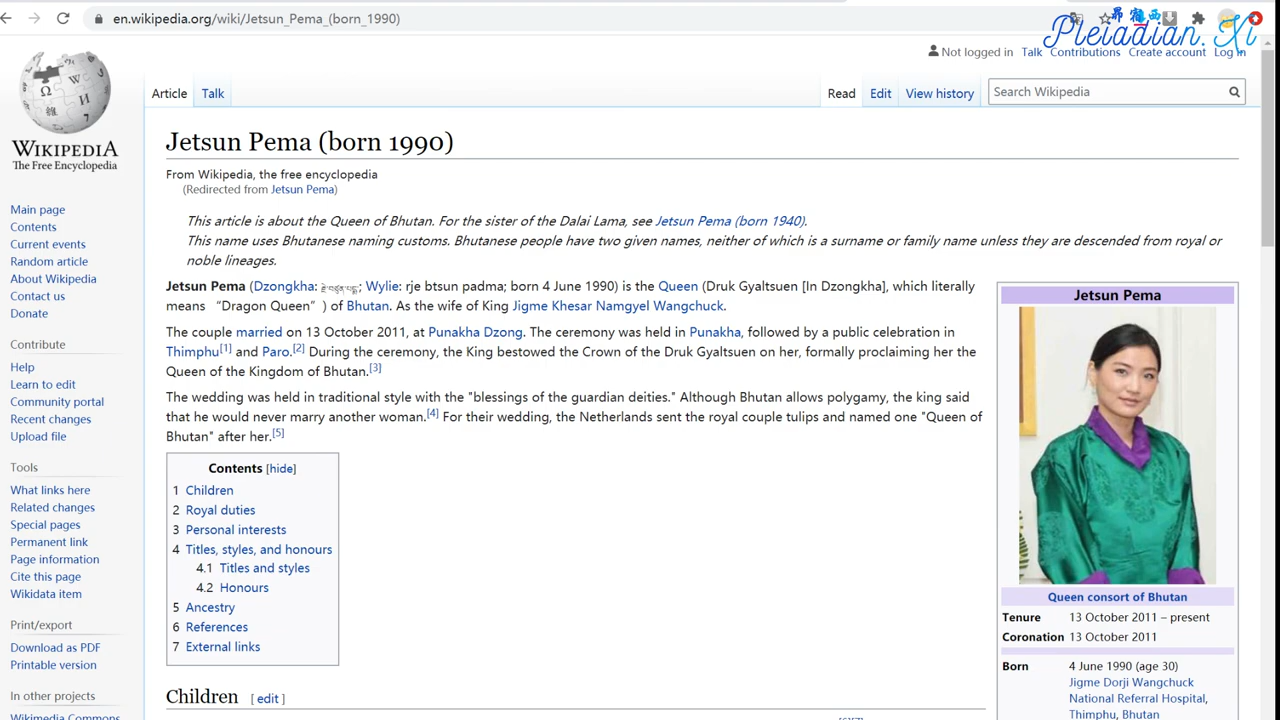 en.wikipedia.org/wiki/Jetsun_Pema_(born_1990)
昴宿西
Pleiadian.Xi
Not logged in Talk Contributions Create account Log in
WIKIPEDIA
The Free Encyclopedia
Article Talk
Read Edit View history
Search Wikipedia
Jetsun Pema (born 1990)
From Wikipedia, the free encyclopedia
(Redirected from Jetsun Pema)
This article is about the Queen of Bhutan. For the sister of the Dalai Lama, see Jetsun Pema (born 1940).
This name uses Bhutanese naming customs. Bhutanese people have two given names, neither of which is a surname or family name unless they are descended from royal or
noble lineages.
Jetsun Pema (Dzongkha: ; Wylie: rje btsun padma; born 4 June 1990) is the Queen (Druk Gyaltsuen [In Dzongkha], which literally
means “Dragon Queen” ) of Bhutan. As the wife of King Jigme Khesar Namgyel Wangchuck.
The couple married on 13 October 2011, at Punakha Dzong. The ceremony was held in Punakha, followed by a public celebration in
Thimphu[1] and Paro.[2] During the ceremony, the King bestowed the Crown of the Druk Gyaltsuen on her, formally proclaiming her the
Queen of the Kingdom of Bhutan.[3]
The wedding was held in traditional style with the "blessings of the guardian deities." Although Bhutan allows polygamy, the king said
that he would never marry another woman.[4] For their wedding, the Netherlands sent the royal couple tulips and named one "Queen of
Bhutan" after her.[5]
Contents [hide]
1 Children
2 Royal duties
3 Personal interests
4 Titles, styles, and honours
4.1 Titles and styles
4.2 Honours
5 Ancestry
6 References
7 External links
Children [ edit ]
Jetsun Pema
Queen consort of Bhutan
Tenure 13 October 2011 – present
Coronation 13 October 2011
Born 4 June 1990 (age 30)
Jigme Dorji Wangchuck
National Referral Hospital,
Thimphu, Bhutan
Main page
Contents
Current events
Random article
About Wikipedia
Contact us
Donate
Contribute
Help
Learn to edit
Community portal
Recent changes
Upload file
Tools
What links here
Related changes
Special pages
Permanent link
Page information
Cite this page
Wikidata item
Print/export
Download as PDF
Printable version
In other projects
Wikimedia Commons